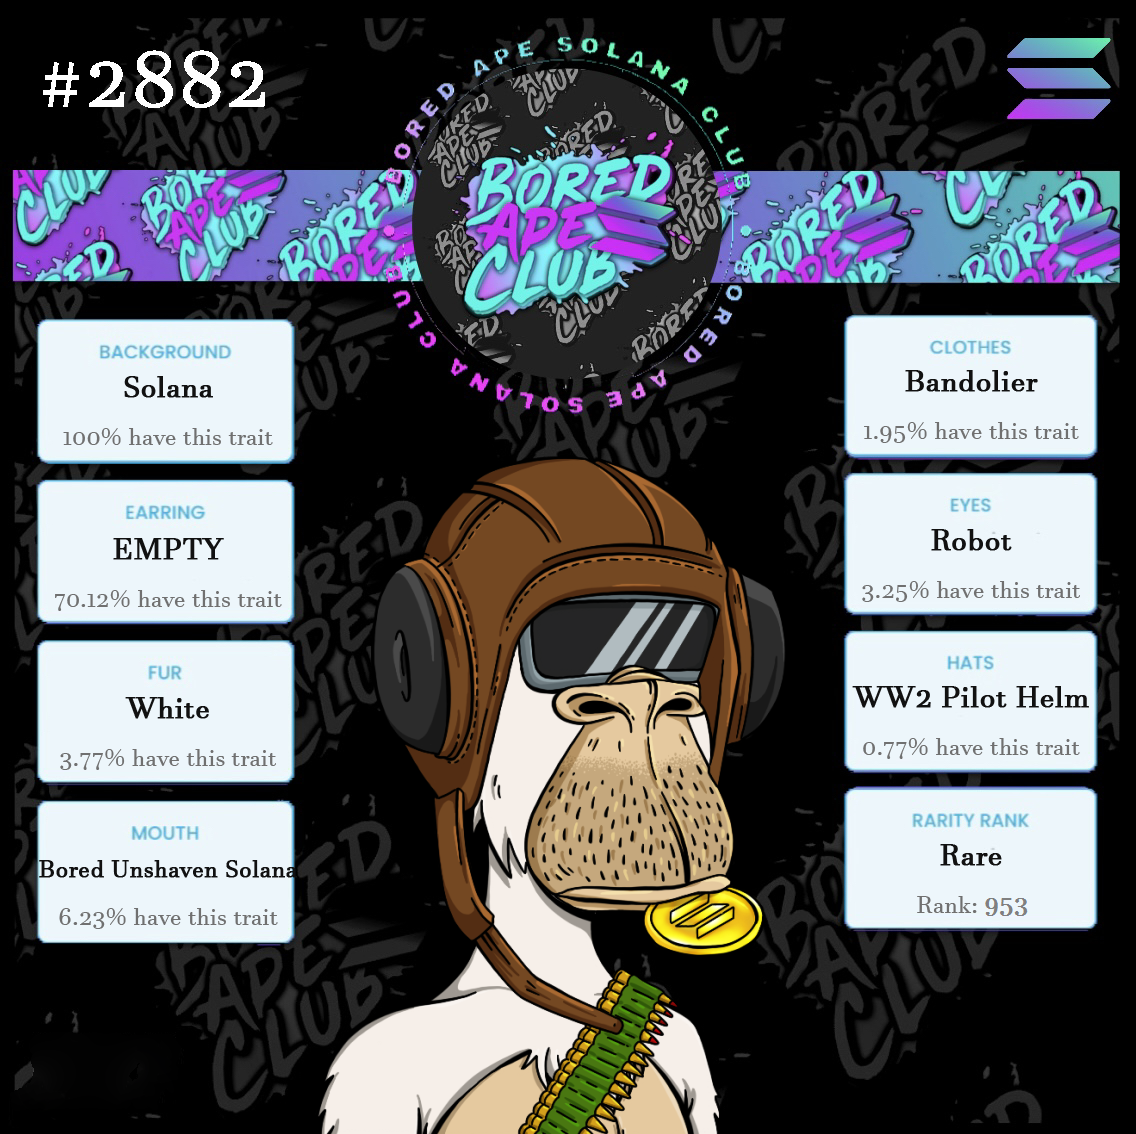 #2882
BORED APE SOLANA CLUB
BORED APE SOLANA CLUB
BORED
APE
CLUB
BACKGROUND
Solana
100% have this trait
EARRING
EMPTY
70.12% have this trait
FUR
White
3.77% have this trait
MOUTH
Bored Unshaven Solana
6.23% have this trait
CLOTHES
Bandolier
1.95% have this trait
EYES
Robot
3.25% have this trait
HATS
WW2 Pilot Helm
0.77% have this trait
RARITY RANK
Rare
Rank: 953